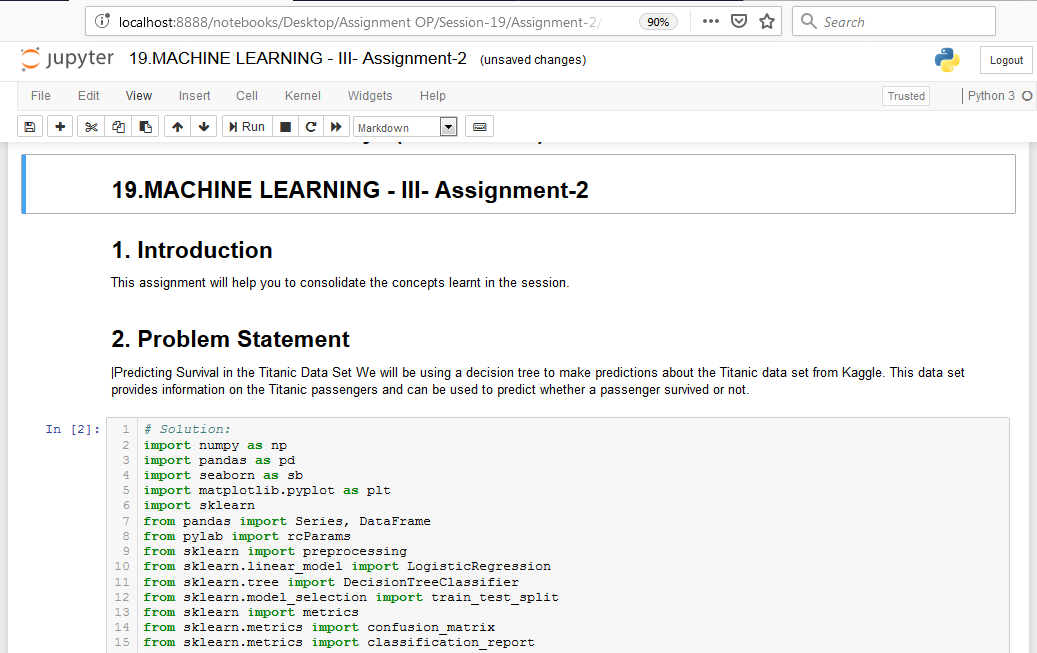 localhost:8888/notebooks/Desktop/Assignment OP/Session-19/Assignment-2/
90%
Search
jupyter 19.MACHINE LEARNING - III- Assignment-2 (unsaved changes)
Logout
File Edit View Insert Cell Kernel Widgets Help
Trusted
Python 3
Run
Markdown
19.MACHINE LEARNING - III- Assignment-2
1. Introduction
This assignment will help you to consolidate the concepts learnt in the session.
2. Problem Statement
|Predicting Survival in the Titanic Data Set We will be using a decision tree to make predictions about the Titanic data set from Kaggle. This data set
provides information on the Titanic passengers and can be used to predict whether a passenger survived or not.
In [2]:
1 # Solution:
2 import numpy as np
3 import pandas as pd
4 import seaborn as sb
5 import matplotlib.pyplot as plt
6 import sklearn
7 from pandas import Series, DataFrame
8 from pylab import rcParams
9 from sklearn import preprocessing
10 from sklearn.linear_model import LogisticRegression
11 from sklearn.tree import DecisionTreeClassifier
12 from sklearn.model_selection import train_test_split
13 from sklearn import metrics
14 from sklearn.metrics import confusion_matrix
15 from sklearn.metrics import classification_report